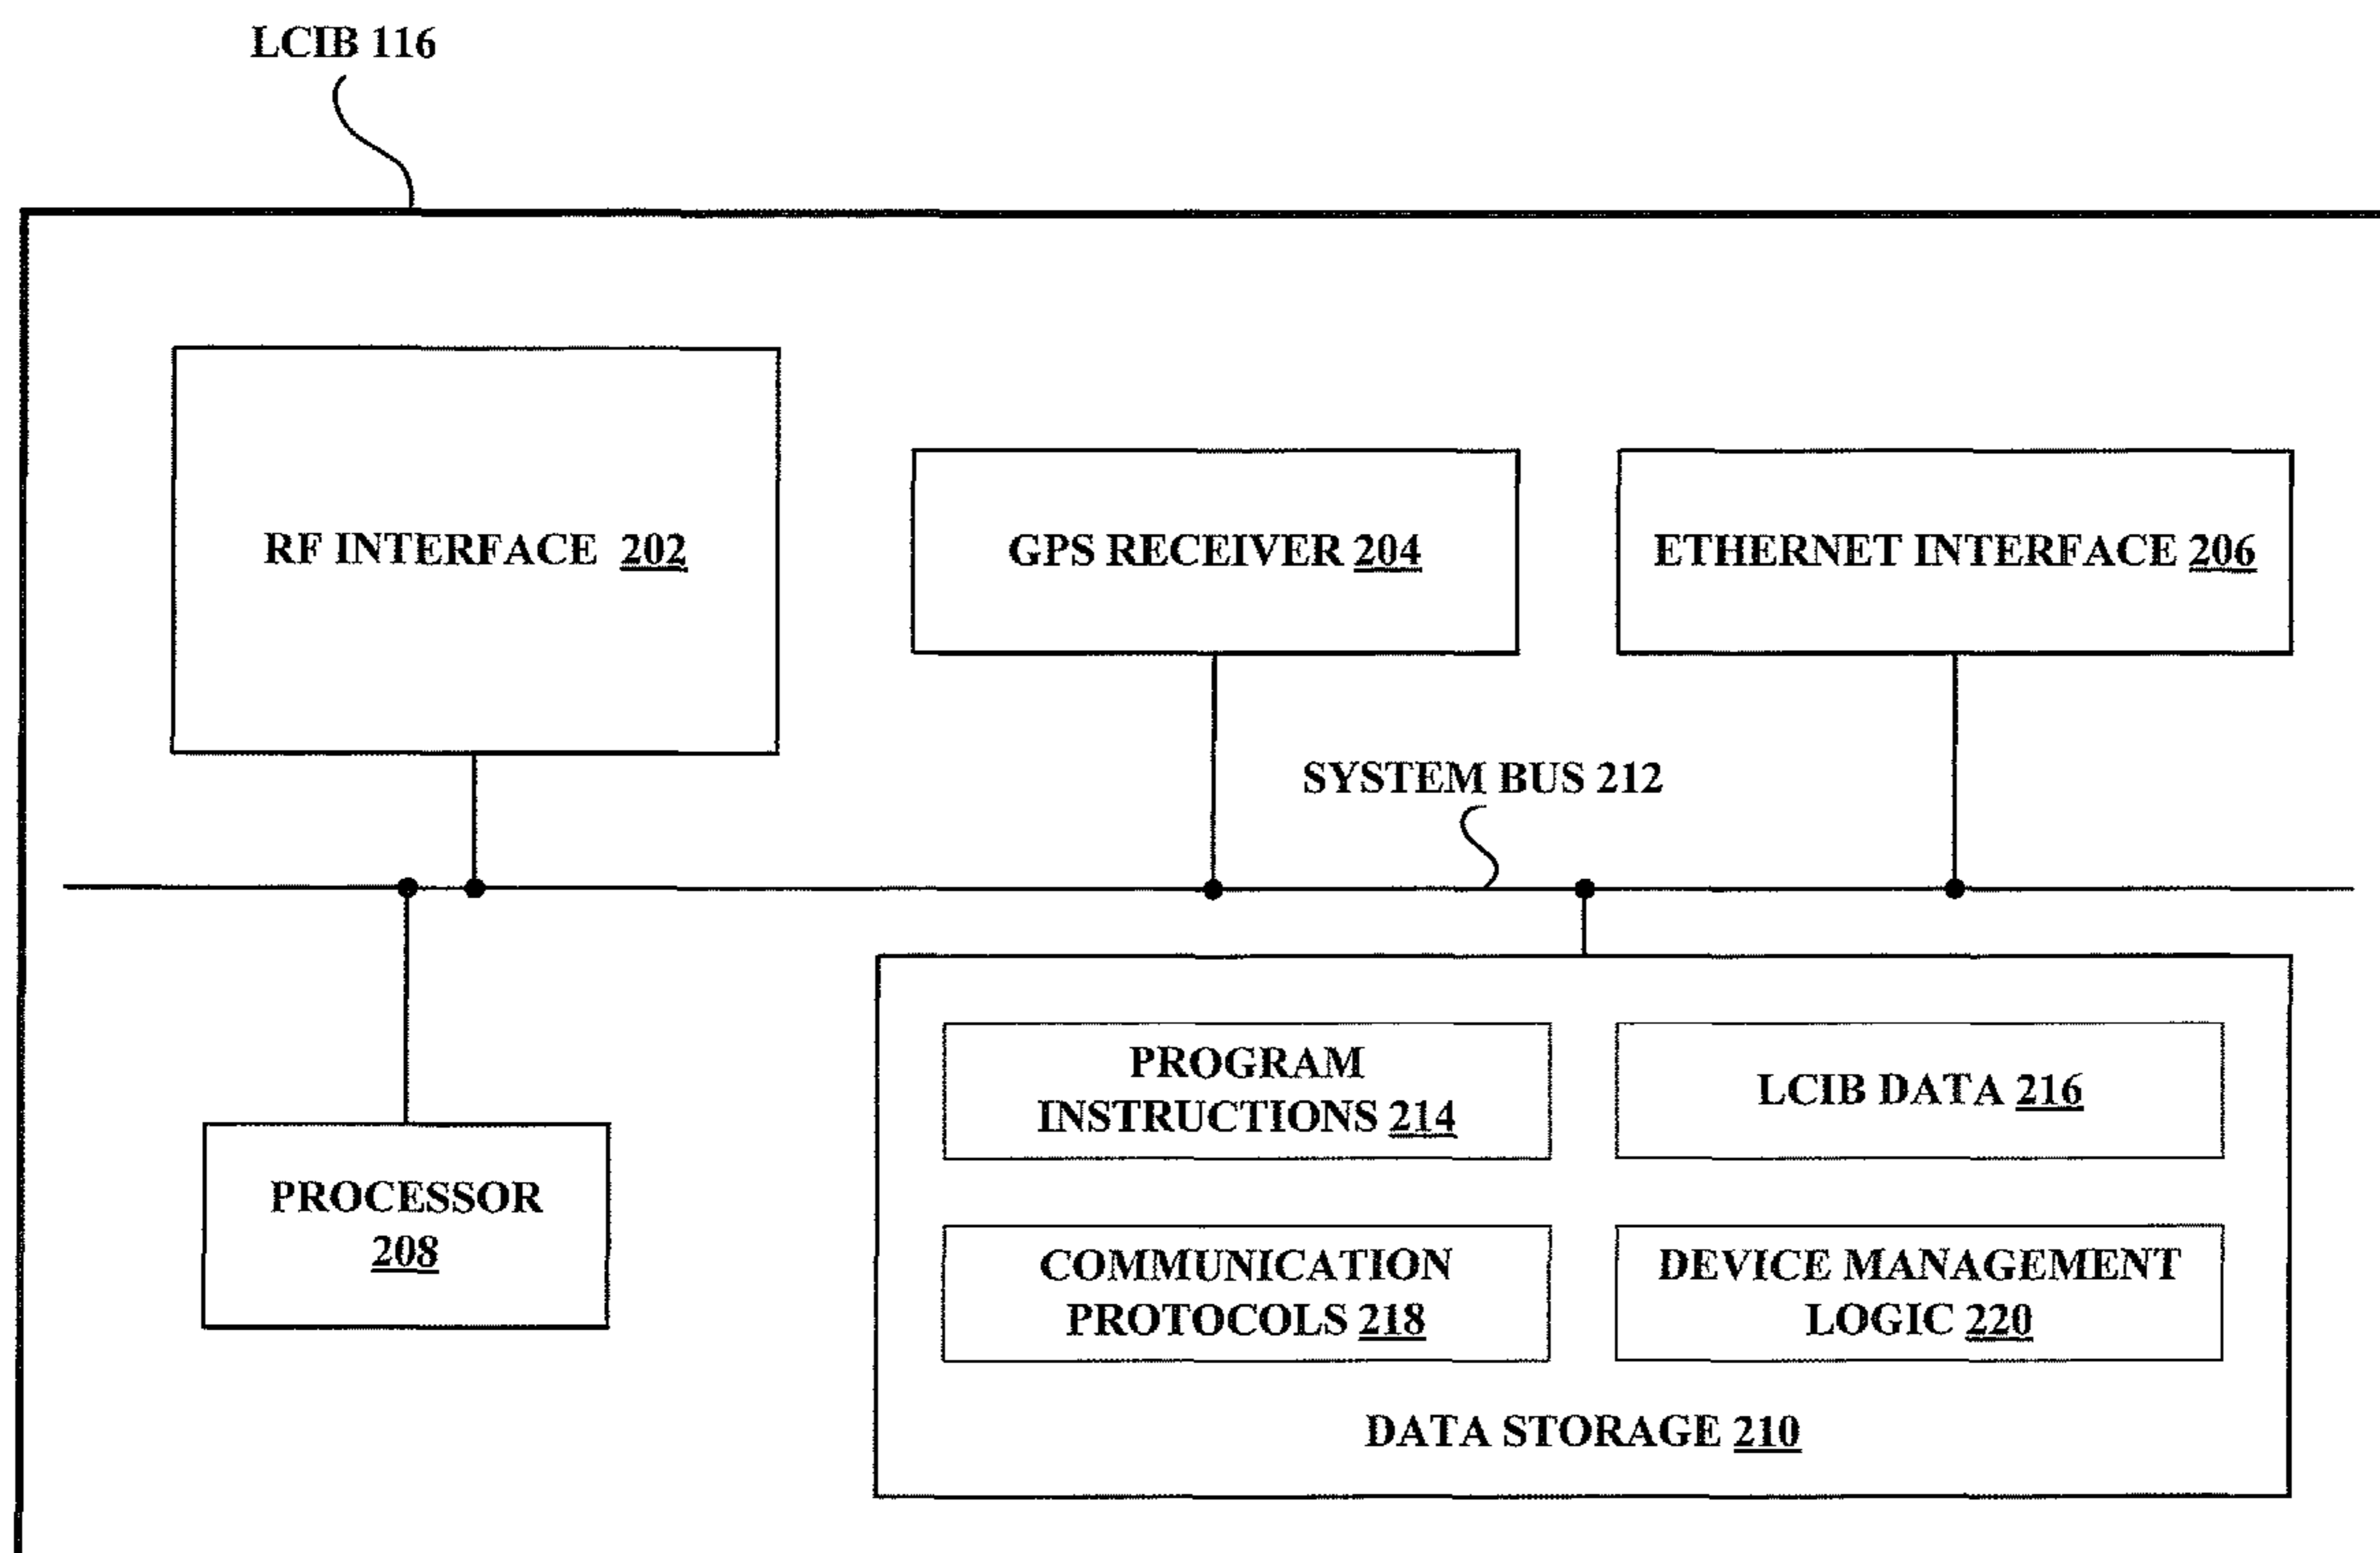 LCIB 116
RF INTERFACE 202
GPS RECEIVER 204
ETHERNET INTERFACE 206
SYSTEM BUS 212
PROCESSOR
208
PROGRAM
INSTRUCTIONS 214
LCIB DATA 216
COMMUNICATION
PROTOCOLS 218
DEVICE MANAGEMENT
LOGIC 220
DATA STORAGE 210